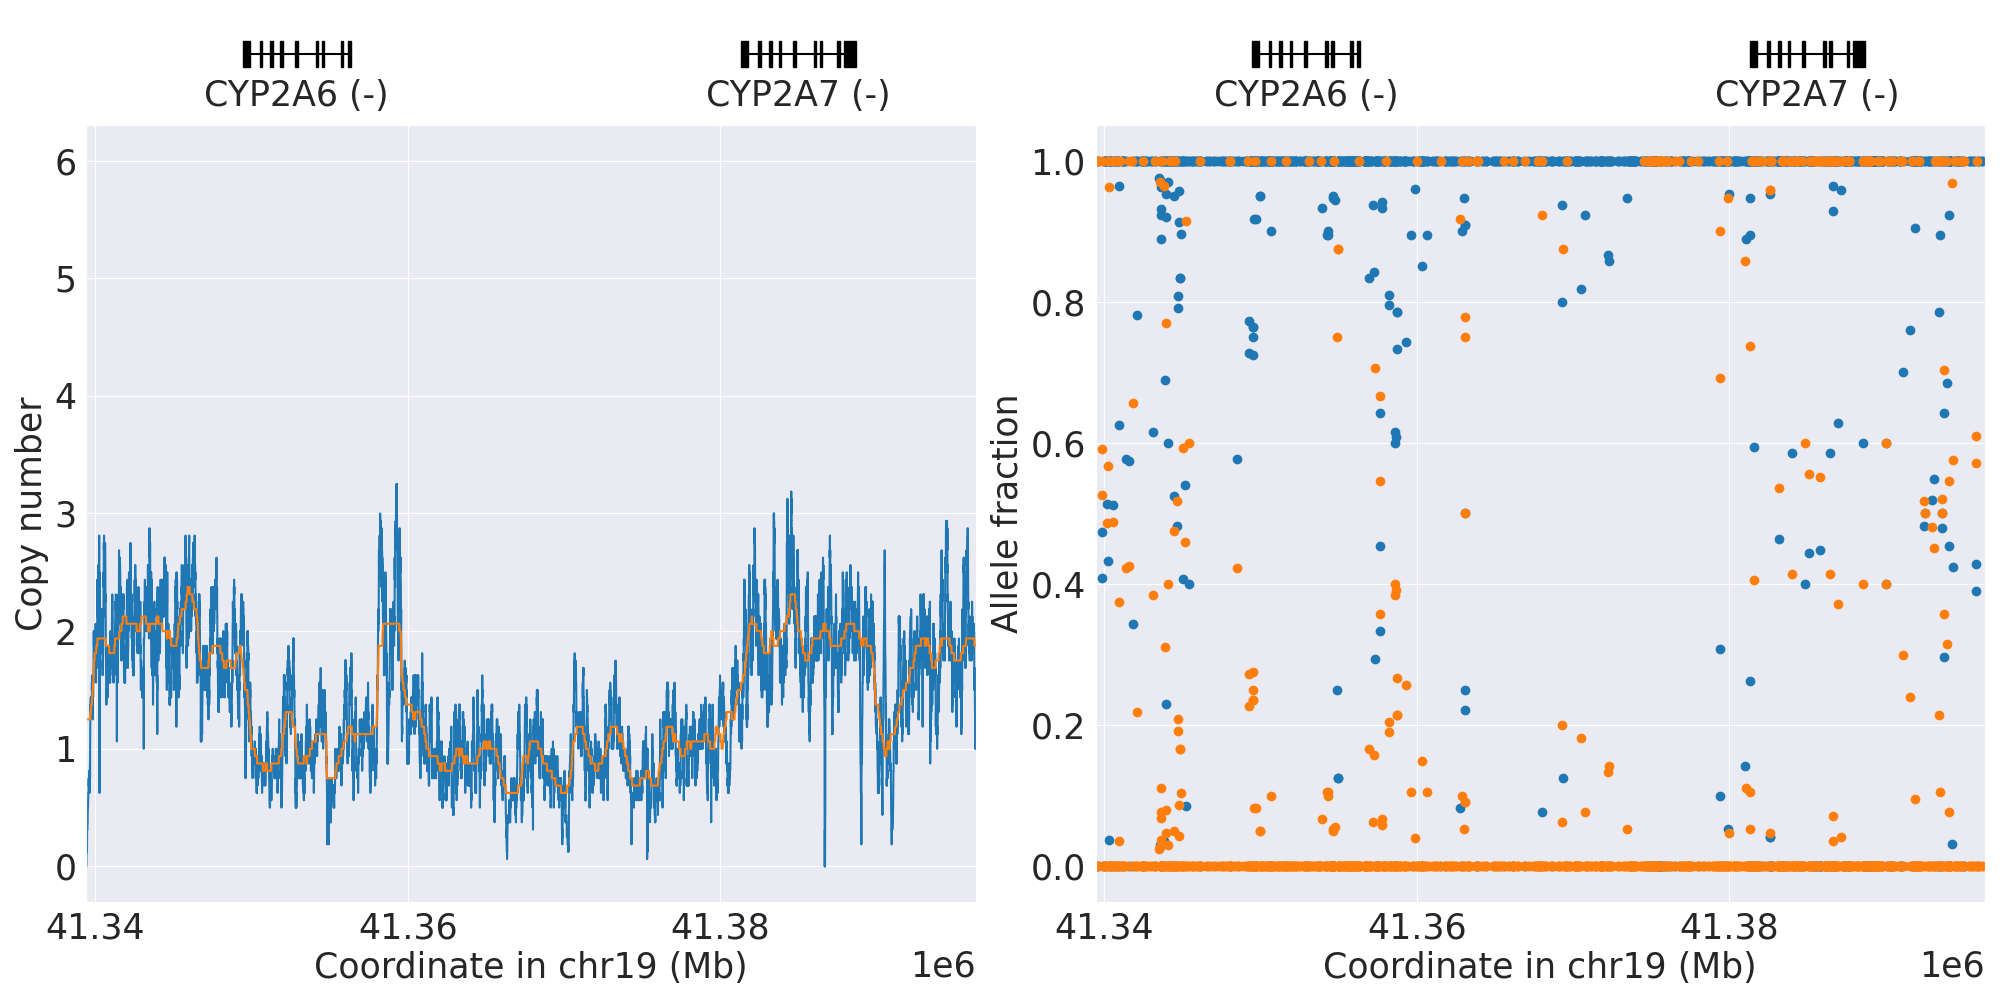 CYP2A6 (-)
CYP2A7 (-)
CYP2A6 (-)
CYP2A7 (-)
6
5
4
3
2
1
0
Copy number
41.34
41.36
41.38
Coordinate in chr19 (Mb)
1e6
1.0
0.8
0.6
0.4
0.2
0.0
Allele fraction
41.34
41.36
41.38
Coordinate in chr19 (Mb)
1e6